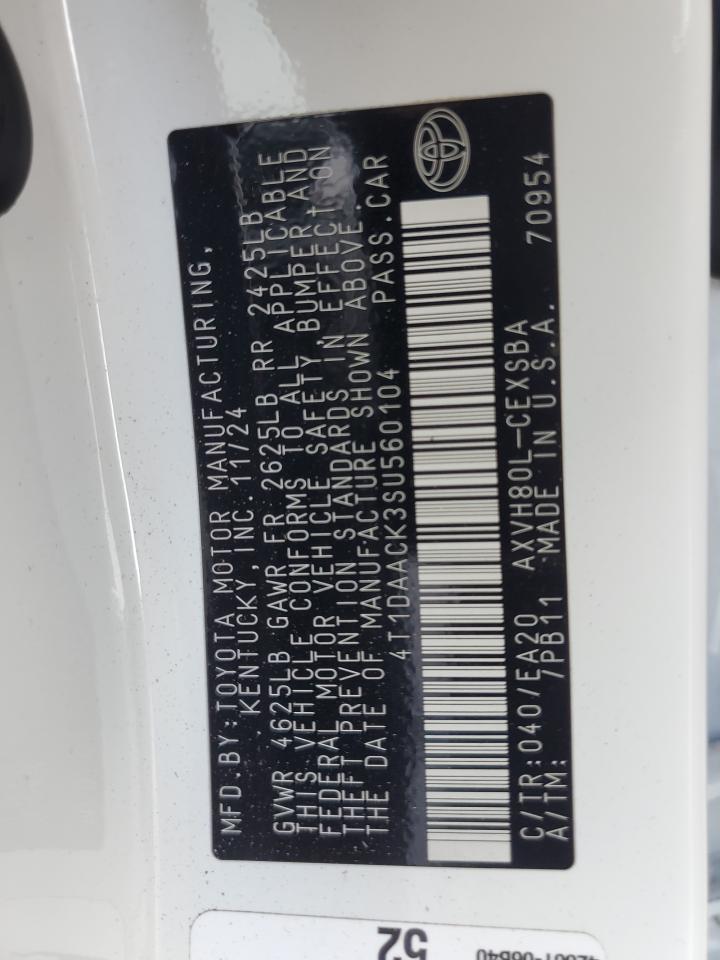 MFD.BY:TOYOTA MOTOR MANUFACTURING,
KENTUCKY,INC.11/24
GVWR 4625LB GAWR FR 2625LB RR 2425LB
THIS VEHICLE CONFORMS TO ALL APPLICABLE
FEDERAL MOTOR VEHICLE SAFETY, BUMPER AND
THEFT PREVENTION STANDARDS IN EFFECT ON
THE DATE OF MANUFACTURE SHOWN ABOVE.
4T1DAACK3SU560104 PASS.CAR
C/TR:040/EA20 AXVH80L-CEXSBA 70954
A/TM: /PB11 MADE IN U.S.A.
52